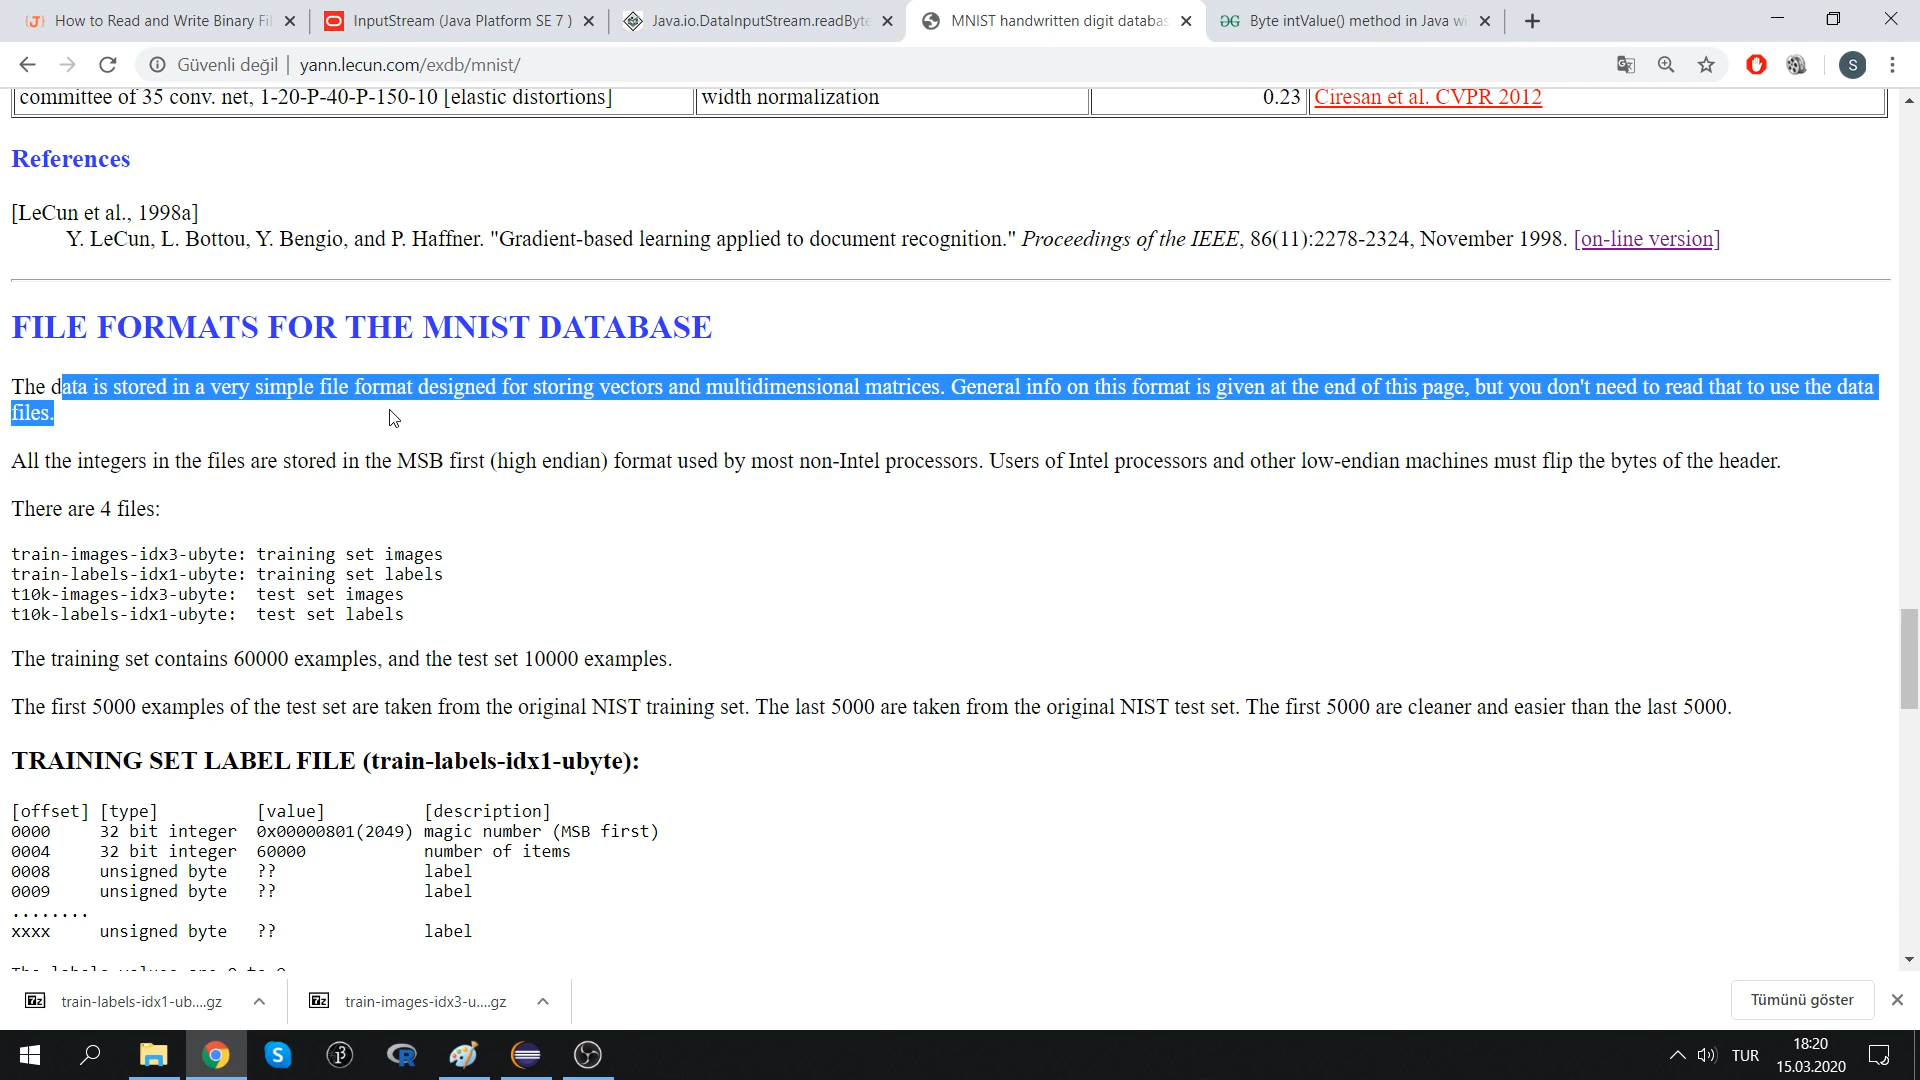 How to Read and Write Binary Fi
InputStream (Java Platform SE 7 )
Java.io.DataInputStream.readByte
MNIST handwritten digit databas
Byte intValue() method in Java wi
Güvenli değil | yann.lecun.com/exdb/mnist/
S
committee of 35 conv. net, 1-20-P-40-P-150-10 [elastic distortions] width normalization 0.23 Ciresan et al. CVPR 2012
References
[LeCun et al., 1998a]
Y. LeCun, L. Bottou, Y. Bengio, and P. Haffner. "Gradient-based learning applied to document recognition." Proceedings of the IEEE, 86(11):2278-2324, November 1998. [on-line version]
FILE FORMATS FOR THE MNIST DATABASE
The data is stored in a very simple file format designed for storing vectors and multidimensional matrices. General info on this format is given at the end of this page, but you don't need to read that to use the data
files.
All the integers in the files are stored in the MSB first (high endian) format used by most non-Intel processors. Users of Intel processors and other low-endian machines must flip the bytes of the header.
There are 4 files:
train-images-idx3-ubyte: training set images
train-labels-idx1-ubyte: training set labels
t10k-images-idx3-ubyte:  test set images
t10k-labels-idx1-ubyte:  test set labels
The training set contains 60000 examples, and the test set 10000 examples.
The first 5000 examples of the test set are taken from the original NIST training set. The last 5000 are taken from the original NIST test set. The first 5000 are cleaner and easier than the last 5000.
TRAINING SET LABEL FILE (train-labels-idx1-ubyte):
[offset] [type]          [value]          [description]
0000     32 bit integer  0x00000801(2049) magic number (MSB first)
0004     32 bit integer  60000            number of items
0008     unsigned byte   ??               label
0009     unsigned byte   ??               label
........
xxxx     unsigned byte   ??               label
train-labels-idx1-ub....gz
train-images-idx3-u....gz
Tümünü göster
TUR
18:20
15.03.2020